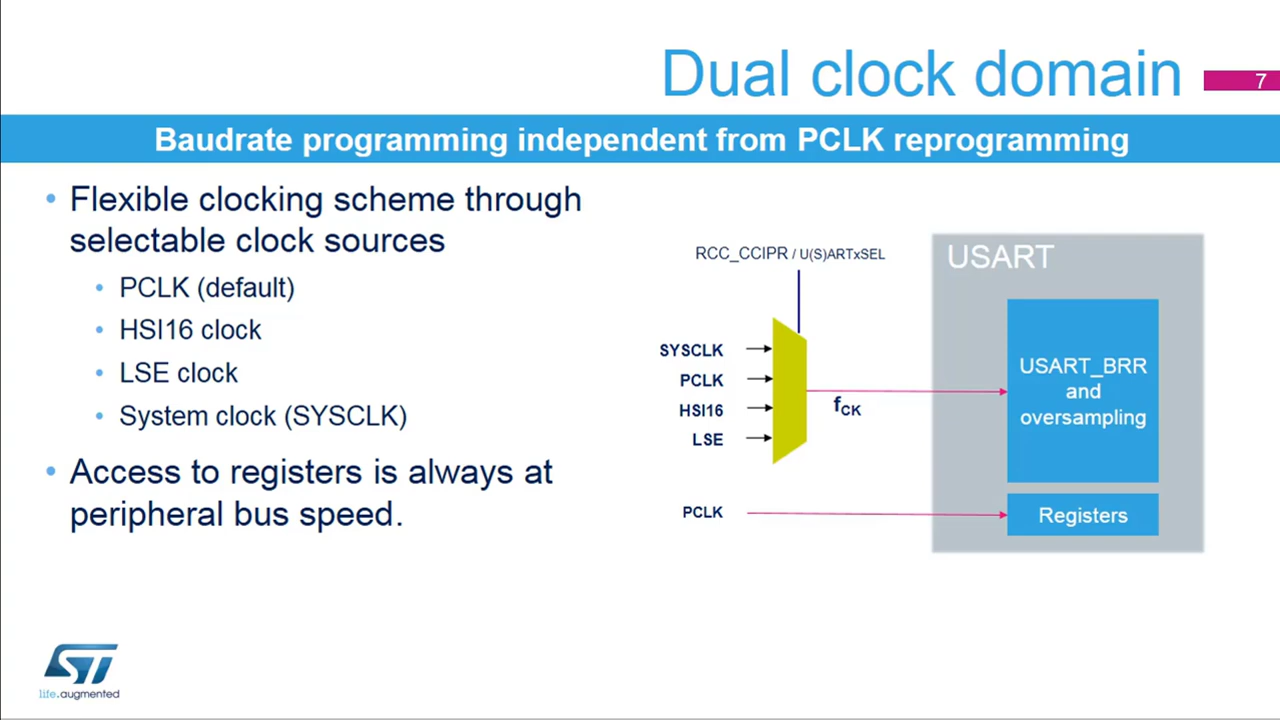 Dual clock domain
7
Baudrate programming independent from PCLK reprogramming
• Flexible clocking scheme through
selectable clock sources
• PCLK (default)
• HSI16 clock
• LSE clock
• System clock (SYSCLK)
• Access to registers is always at
peripheral bus speed.
RCC_CCIPR / U(S)ARTxSEL
SYSCLK
PCLK
HSI16
LSE
fCK
PCLK
USART
USART_BRR
and
oversampling
Registers
ST
life.augmented